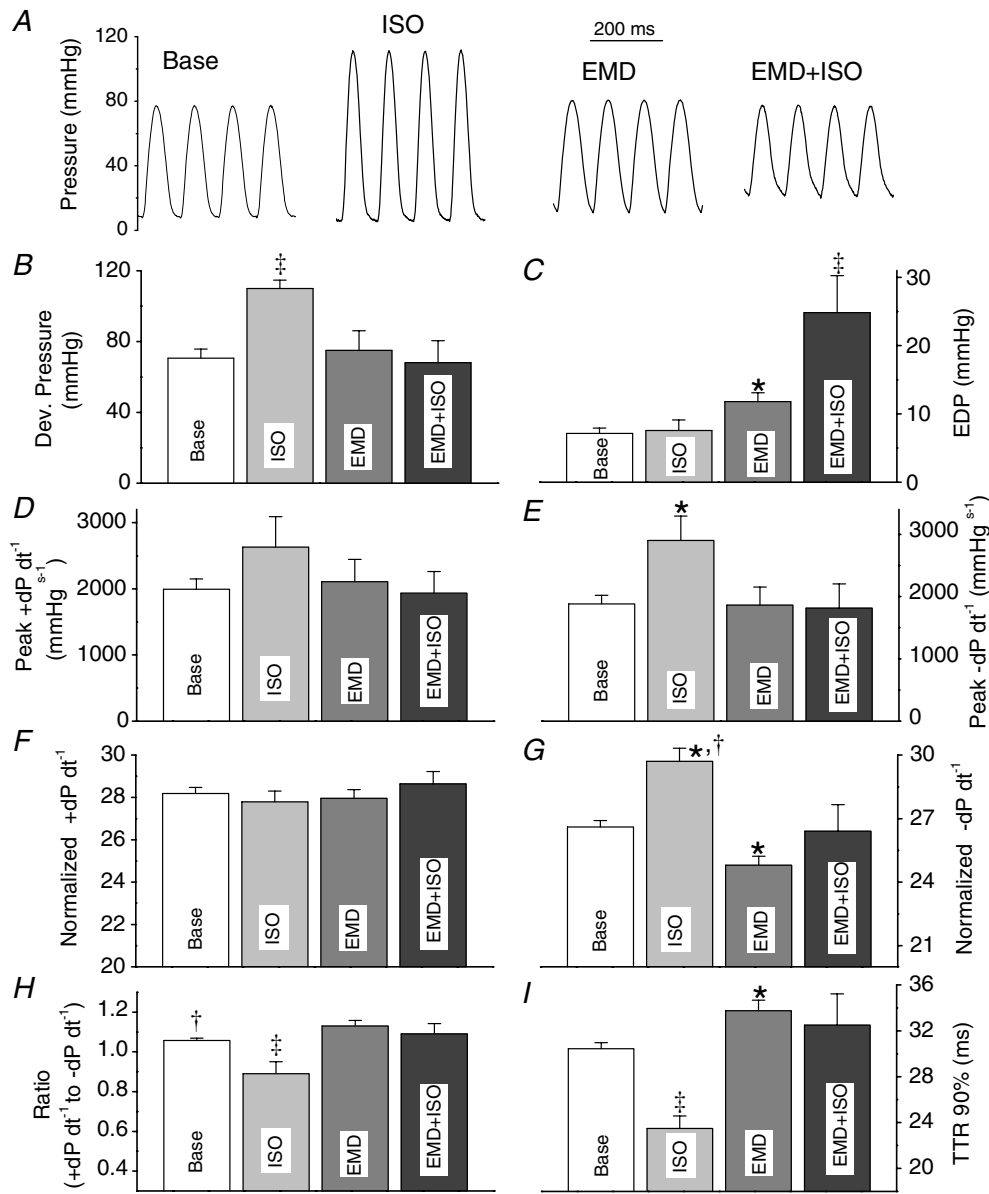 A
Pressure (mmHg)
120
80
40
0
Base
ISO
200 ms
EMD
EMD+ISO
B
Dev. Pressure
(mmHg)
120
80
40
0
‡
Base
ISO
EMD
EMD+ISO
C
EDP (mmHg)
30
20
10
0
*
‡
Base
ISO
EMD
EMD+ISO
D
Peak +dP dt-1
(mmHg s-1)
3000
2000
1000
0
Base
ISO
EMD
EMD+ISO
E
Peak -dP dt-1 (mmHg s-1)
3000
2000
1000
0
*
Base
ISO
EMD
EMD+ISO
F
Normalized +dP dt-1
30
28
26
24
22
20
Base
ISO
EMD
EMD+ISO
G
Normalized -dP dt-1
30
27
24
21
*,†
*
Base
ISO
EMD
EMD+ISO
H
Ratio
(+dP dt-1 to -dP dt-1)
1.2
1.0
0.8
0.6
0.4
†
‡
Base
ISO
EMD
EMD+ISO
I
TTR 90% (ms)
36
32
28
24
20
18
‡
*
Base
ISO
EMD
EMD+ISO